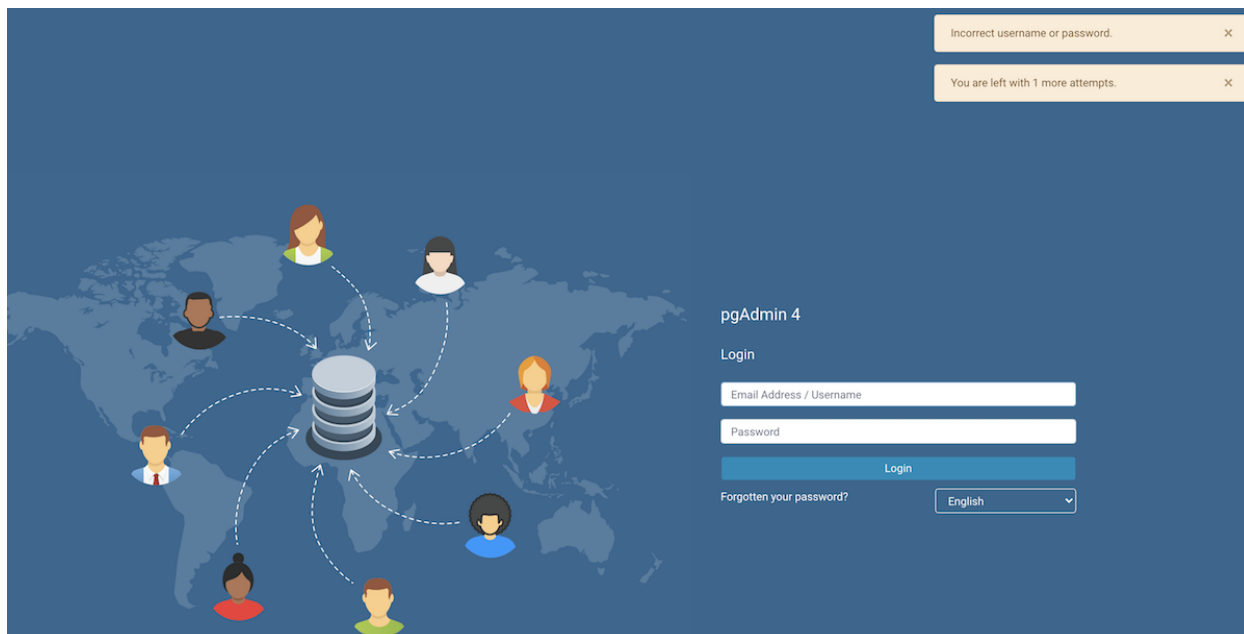 Incorrect username or password. ×
You are left with 1 more attempts. ×
pgAdmin 4
Login
Email Address / Username
Password
Login
Forgotten your password?
English